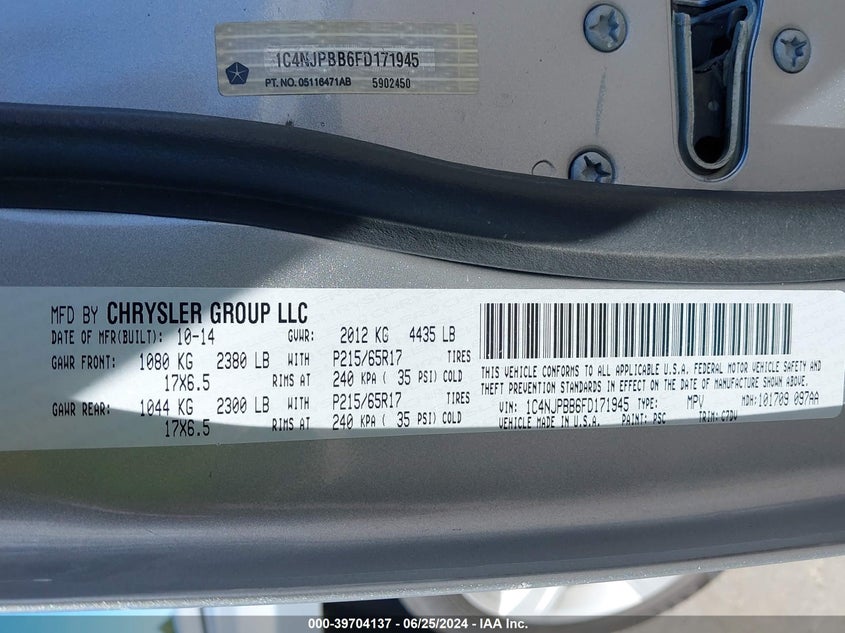 1C4NJPBB6FD171945
PT. NO. 05116471AB 5902450
MFD BY CHRYSLER GROUP LLC
DATE OF MFR(BUILT): 10-14 GVWR: 2012 KG 4435 LB
GAWR FRONT: 1080 KG 2380 LB WITH P215/65R17 TIRES
17X6.5 RIMS AT 240 KPA ( 35 PSI) COLD
GAWR REAR: 1044 KG 2300 LB WITH P215/65R17 TIRES
17X6.5 RIMS AT 240 KPA ( 35 PSI) COLD
THIS VEHICLE CONFORMS TO ALL APPLICABLE U.S.A. FEDERAL MOTOR VEHICLE SAFETY AND
THEFT PREVENTION STANDARDS IN EFFECT ON THE DATE OF MANUFACTURE SHOWN ABOVE.
VIN: 1C4NJPBB6FD171945 TYPE: MPV MDH: 101709 097AA
VEHICLE MADE IN U.S.A. PAINT: PSC TRIM: C7DV
000-39704137 - 06/25/2024 - IAA Inc.